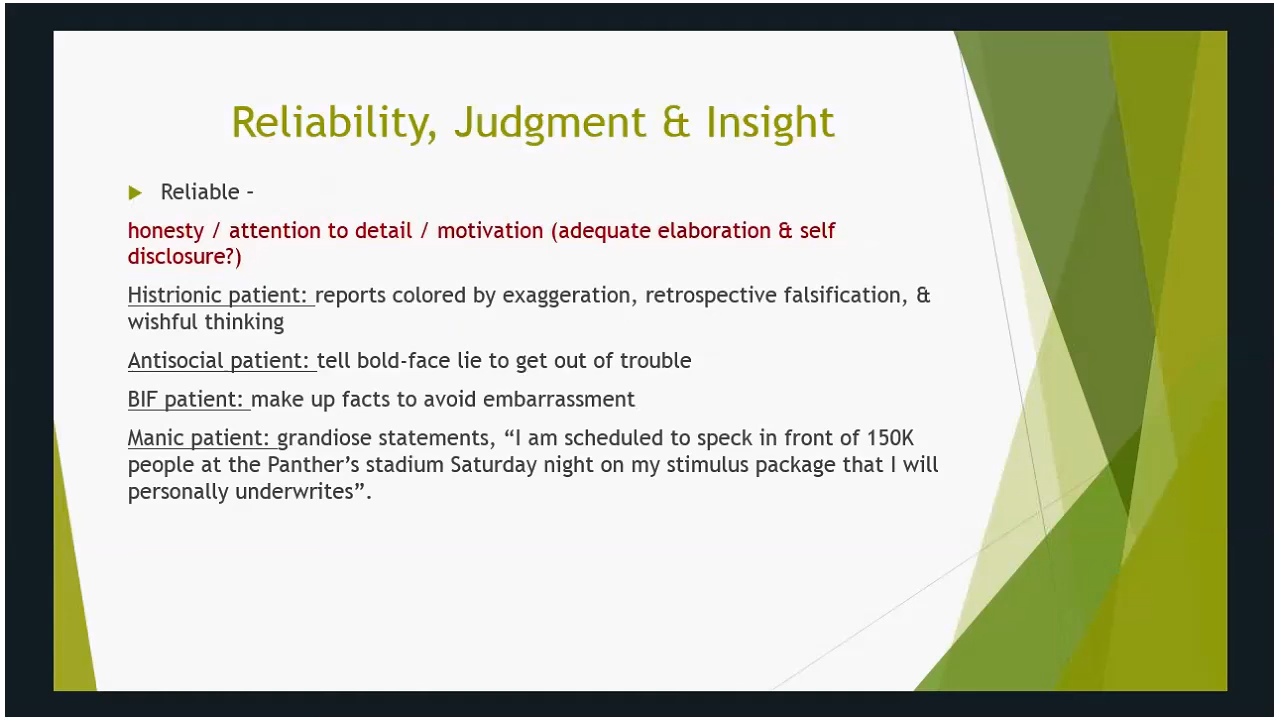 Reliability, Judgment & Insight
Reliable -
honesty / attention to detail / motivation (adequate elaboration & self
disclosure?)
Histrionic patient: reports colored by exaggeration, retrospective falsification, &
wishful thinking
Antisocial patient: tell bold-face lie to get out of trouble
BIF patient: make up facts to avoid embarrassment
Manic patient: grandiose statements, “I am scheduled to speck in front of 150K
people at the Panther’s stadium Saturday night on my stimulus package that I will
personally underwrites”.